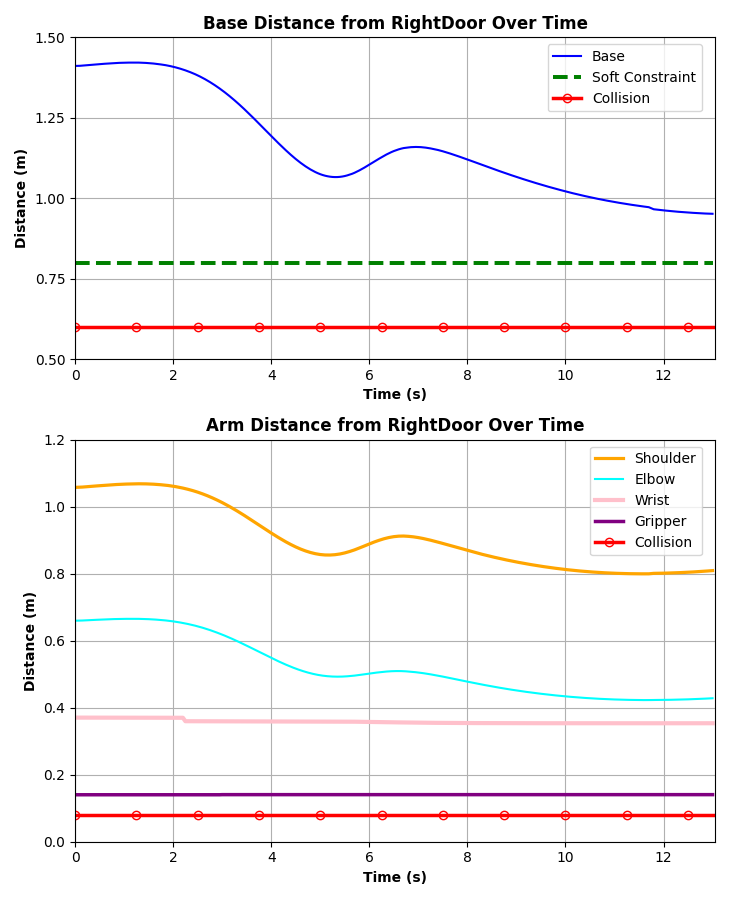 Base Distance from RightDoor Over Time
1.50
1.25
1.00
0.75
0.50
Distance (m)
Base
Soft Constraint
Collision
0 2 4 6 8 10 12
Time (s)
Arm Distance from RightDoor Over Time
1.2
1.0
0.8
0.6
0.4
0.2
0.0
Distance (m)
Shoulder
Elbow
Wrist
Gripper
Collision
0 2 4 6 8 10 12
Time (s)